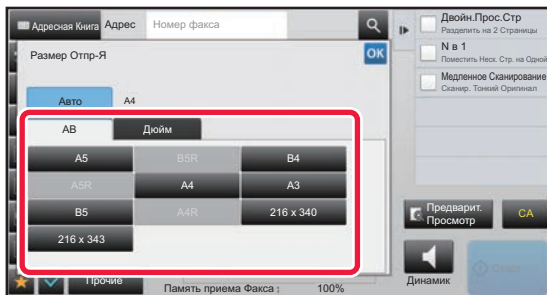 Адресная Книга
Адрес
Номер факса
Размер Отпр-Я
OK
Авто
A4
AB
Дюйм
A5
B5R
B4
A5R
A4
A3
B5
A4R
216 x 340
216 x 343
Прочие
Память приема Факса :
100%
Двойн.Прос.Стр
Разделить на 2 Страницы
N в 1
Поместить Неск. Стр. на Одной
Медленное Сканирование
Сканир. Тонкий Оригинал
Предварит.
Просмотр
CA
Динамик
Старт